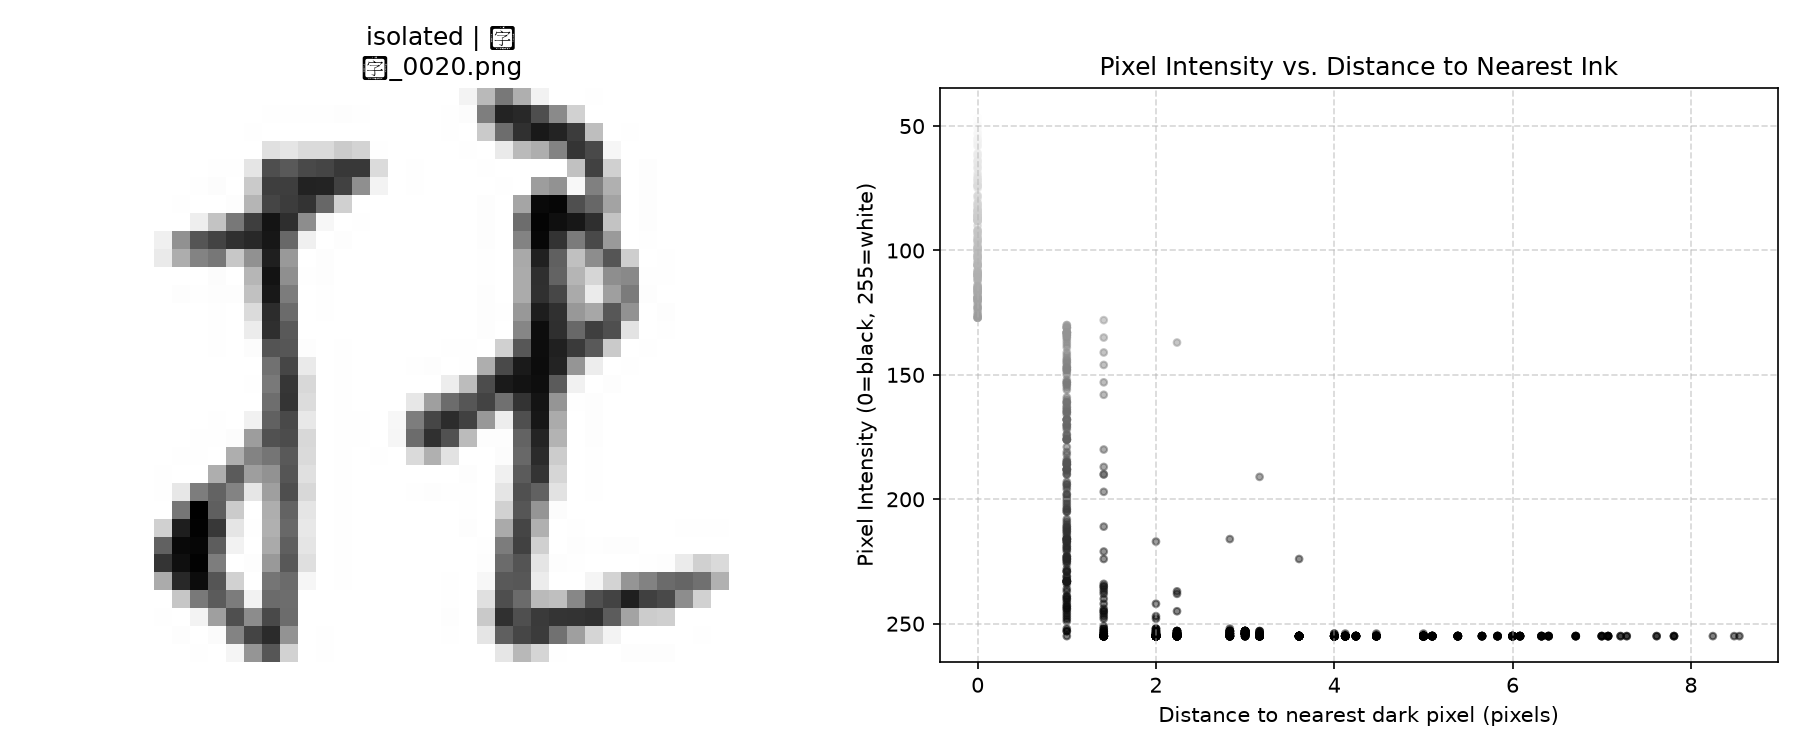 isolated |
_0020.png
Pixel Intensity vs. Distance to Nearest Ink
Pixel Intensity (0=black, 255=white)
50
100
150
200
250
0 2 4 6 8
Distance to nearest dark pixel (pixels)